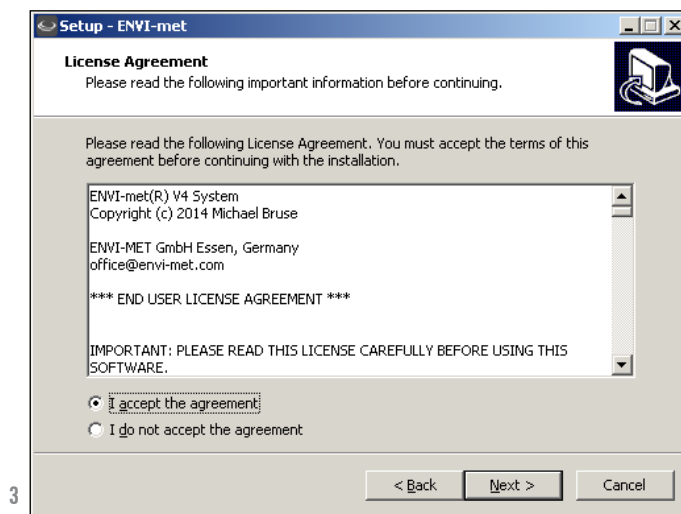 Setup - ENVI-met
License Agreement
Please read the following important information before continuing.
Please read the following License Agreement. You must accept the terms of this
agreement before continuing with the installation.
ENVI-met(R) V4 System
Copyright (c) 2014 Michael Bruse
ENVI-MET GmbH Essen, Germany
office@envi-met.com
*** END USER LICENSE AGREEMENT ***
IMPORTANT: PLEASE READ THIS LICENSE CAREFULLY BEFORE USING THIS
SOFTWARE.
I accept the agreement
I do not accept the agreement
< Back Next > Cancel
3